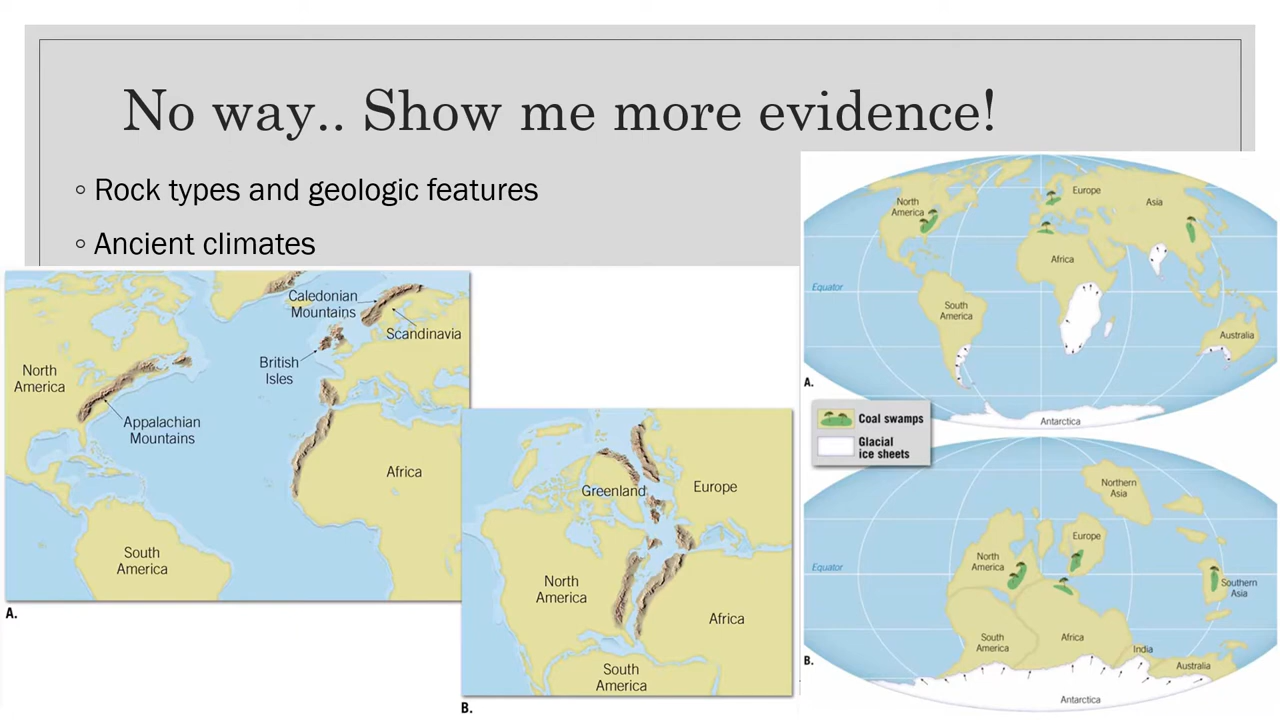 No way.. Show me more evidence!
◦ Rock types and geologic features
◦ Ancient climates
Caledonian
Mountains
Scandinavia
British
Isles
North
America
Appalachian
Mountains
Africa
South
America
A.
Greenland
Europe
North
America
Africa
South
America
B.
North
America
Europe
Asia
Africa
Equator
South
America
Australia
A.
Antarctica
Coal swamps
Glacial
ice sheets
Northern
Asia
Europe
North
America
Equator
Southern
Asia
South
America
Africa
India
Australia
B.
Antarctica